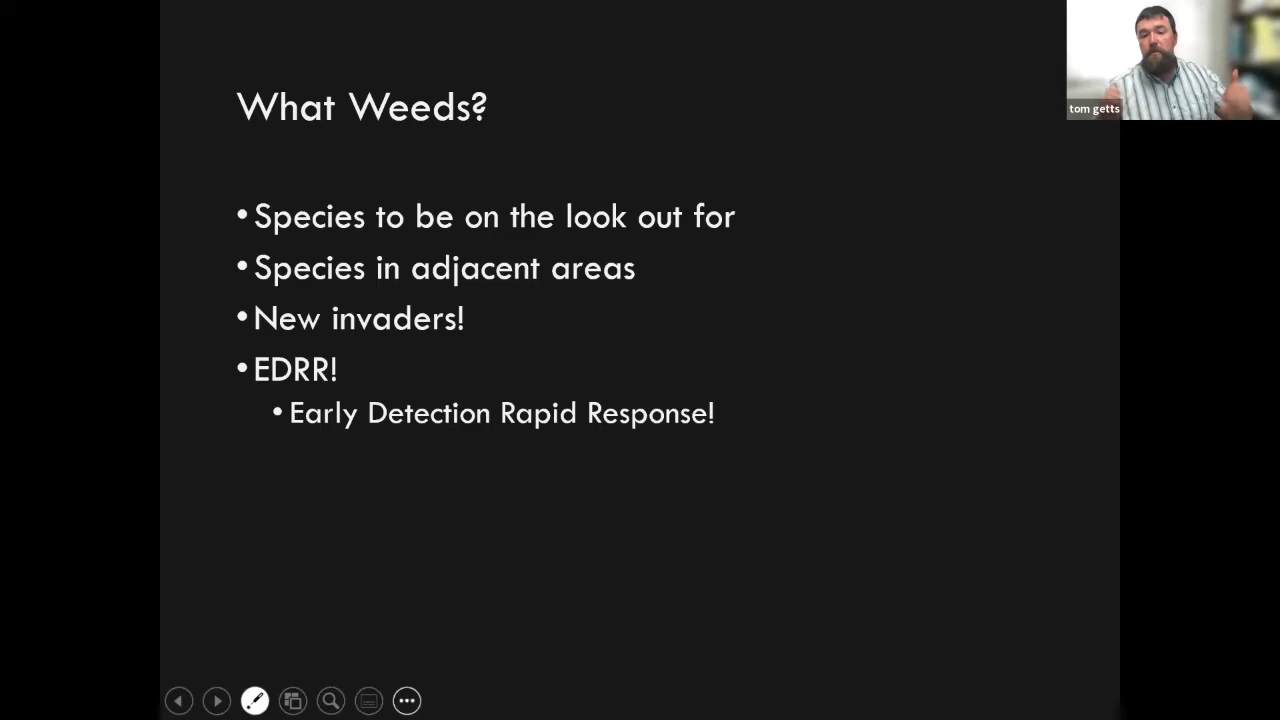 What Weeds?
• Species to be on the look out for
• Species in adjacent areas
• New invaders!
• EDRR!
• Early Detection Rapid Response!
tom getts